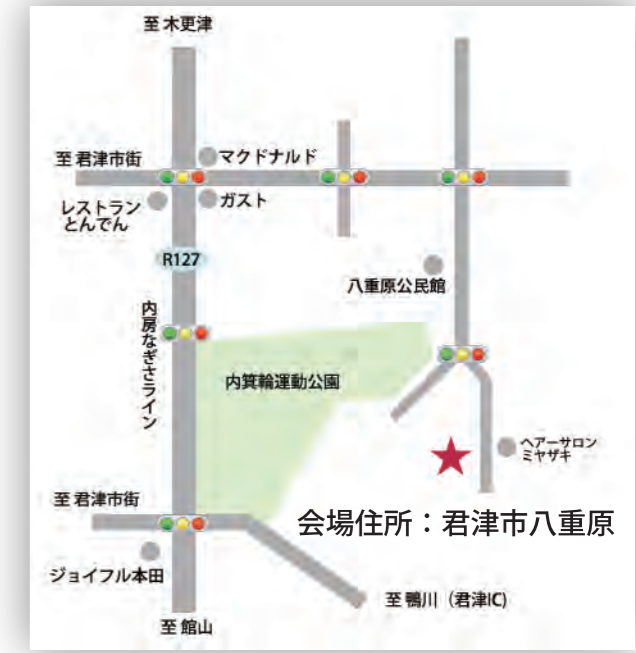 至 木更津
至 君津市街
マクドナルド
レストラン
とんでん
ガスト
R127
八重原公民館
内房なぎさライン
内箕輪運動公園
ヘアーサロン
ミヤザキ
至 君津市街
会場住所：君津市八重原
ジョイフル本田
至 鴨川（君津IC)
至 館山